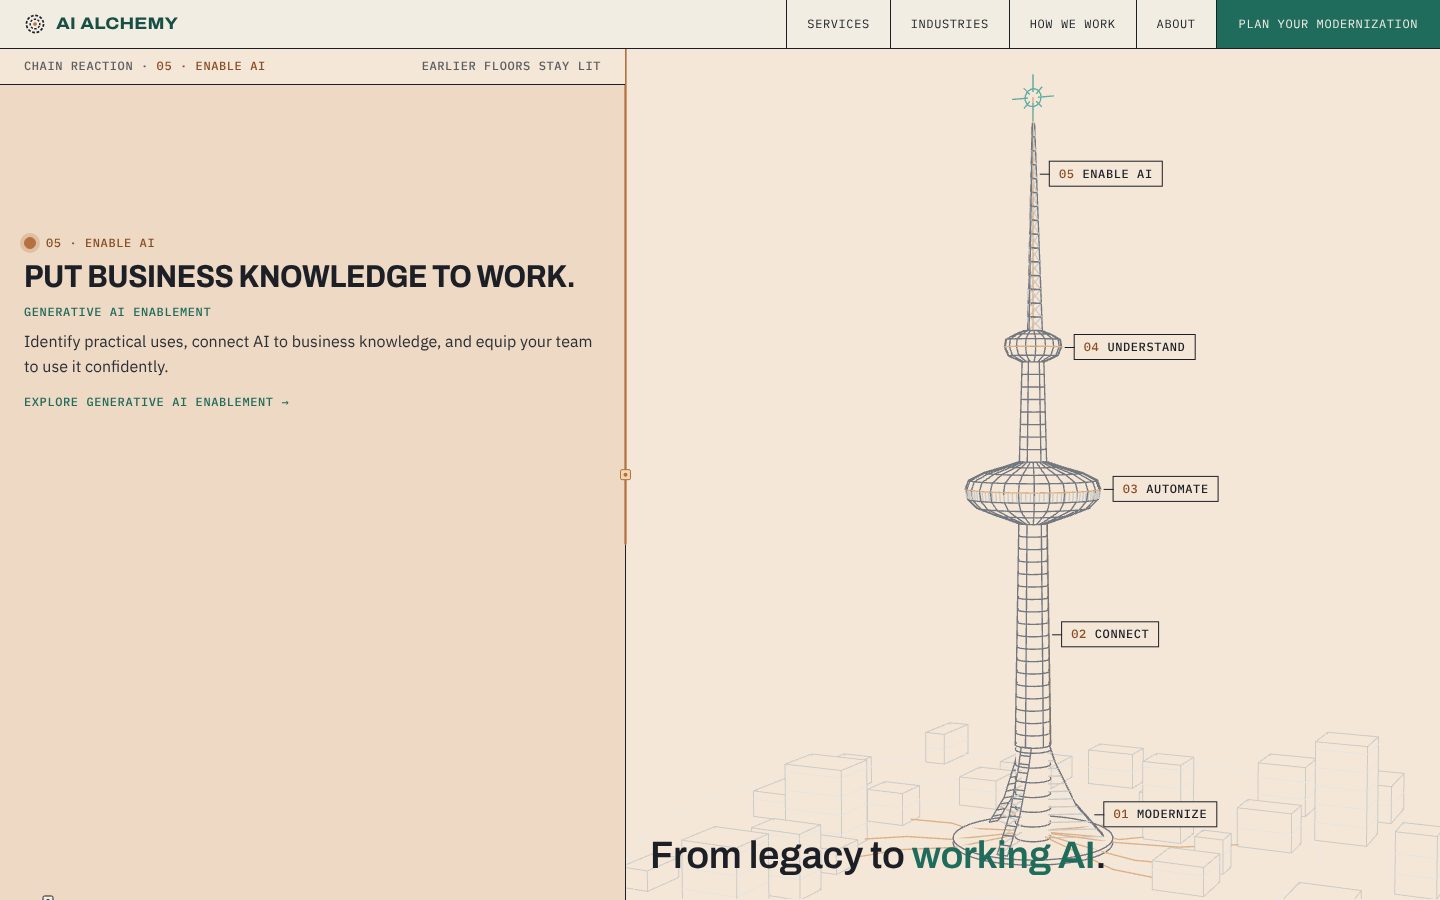 AI ALCHEMY
SERVICES
INDUSTRIES
HOW WE WORK
ABOUT
PLAN YOUR MODERNIZATION
CHAIN REACTION · 05 · ENABLE AI
EARLIER FLOORS STAY LIT
05 · ENABLE AI
PUT BUSINESS KNOWLEDGE TO WORK.
GENERATIVE AI ENABLEMENT
Identify practical uses, connect AI to business knowledge, and equip your team
to use it confidently.
EXPLORE GENERATIVE AI ENABLEMENT →
05 ENABLE AI
04 UNDERSTAND
03 AUTOMATE
02 CONNECT
01 MODERNIZE
From legacy to working AI.